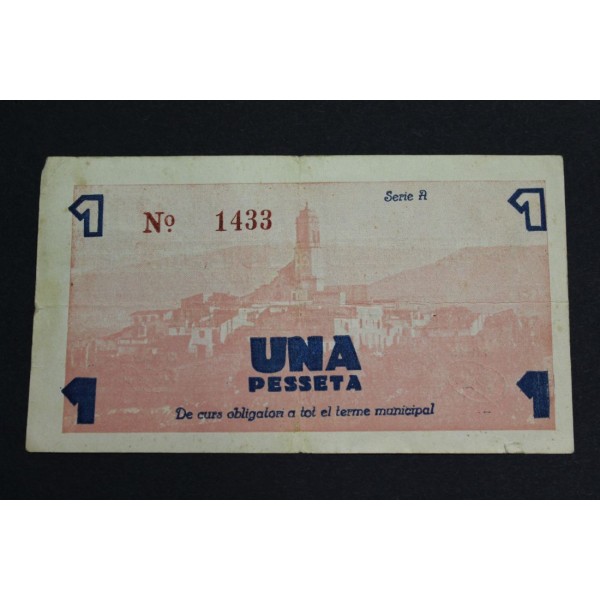 1 Nº 1433 Serie A 1
UNA
PESSETA
1 1
De curs obligatori a tot el terme municipal